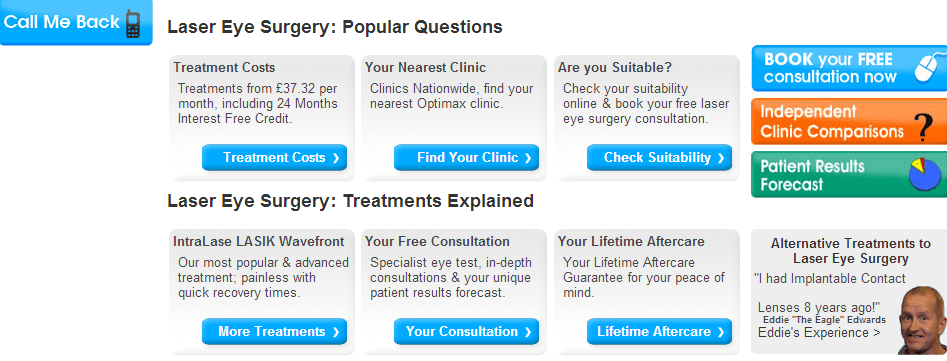 Call Me Back
Laser Eye Surgery: Popular Questions
Treatment Costs
Treatments from £37.32 per
month, including 24 Months
Interest Free Credit.
Treatment Costs ❯
Your Nearest Clinic
Clinics Nationwide, find your
nearest Optimax clinic.
Find Your Clinic ❯
Are you Suitable?
Check your suitability
online & book your free laser
eye surgery consultation.
Check Suitability ❯
BOOK your FREE
consultation now
Independent
Clinic Comparisons ?
Patient Results
Forecast
Laser Eye Surgery: Treatments Explained
IntraLase LASIK Wavefront
Our most popular & advanced
treatment; painless with
quick recovery times.
More Treatments ❯
Your Free Consultation
Specialist eye test, in-depth
consultations & your unique
patient results forecast.
Your Consultation ❯
Your Lifetime Aftercare
Your Lifetime Aftercare
Guarantee for your peace of
mind.
Lifetime Aftercare ❯
Alternative Treatments to
Laser Eye Surgery
"I had Implantable Contact
Lenses 8 years ago!"
Eddie "The Eagle" Edwards
Eddie's Experience >